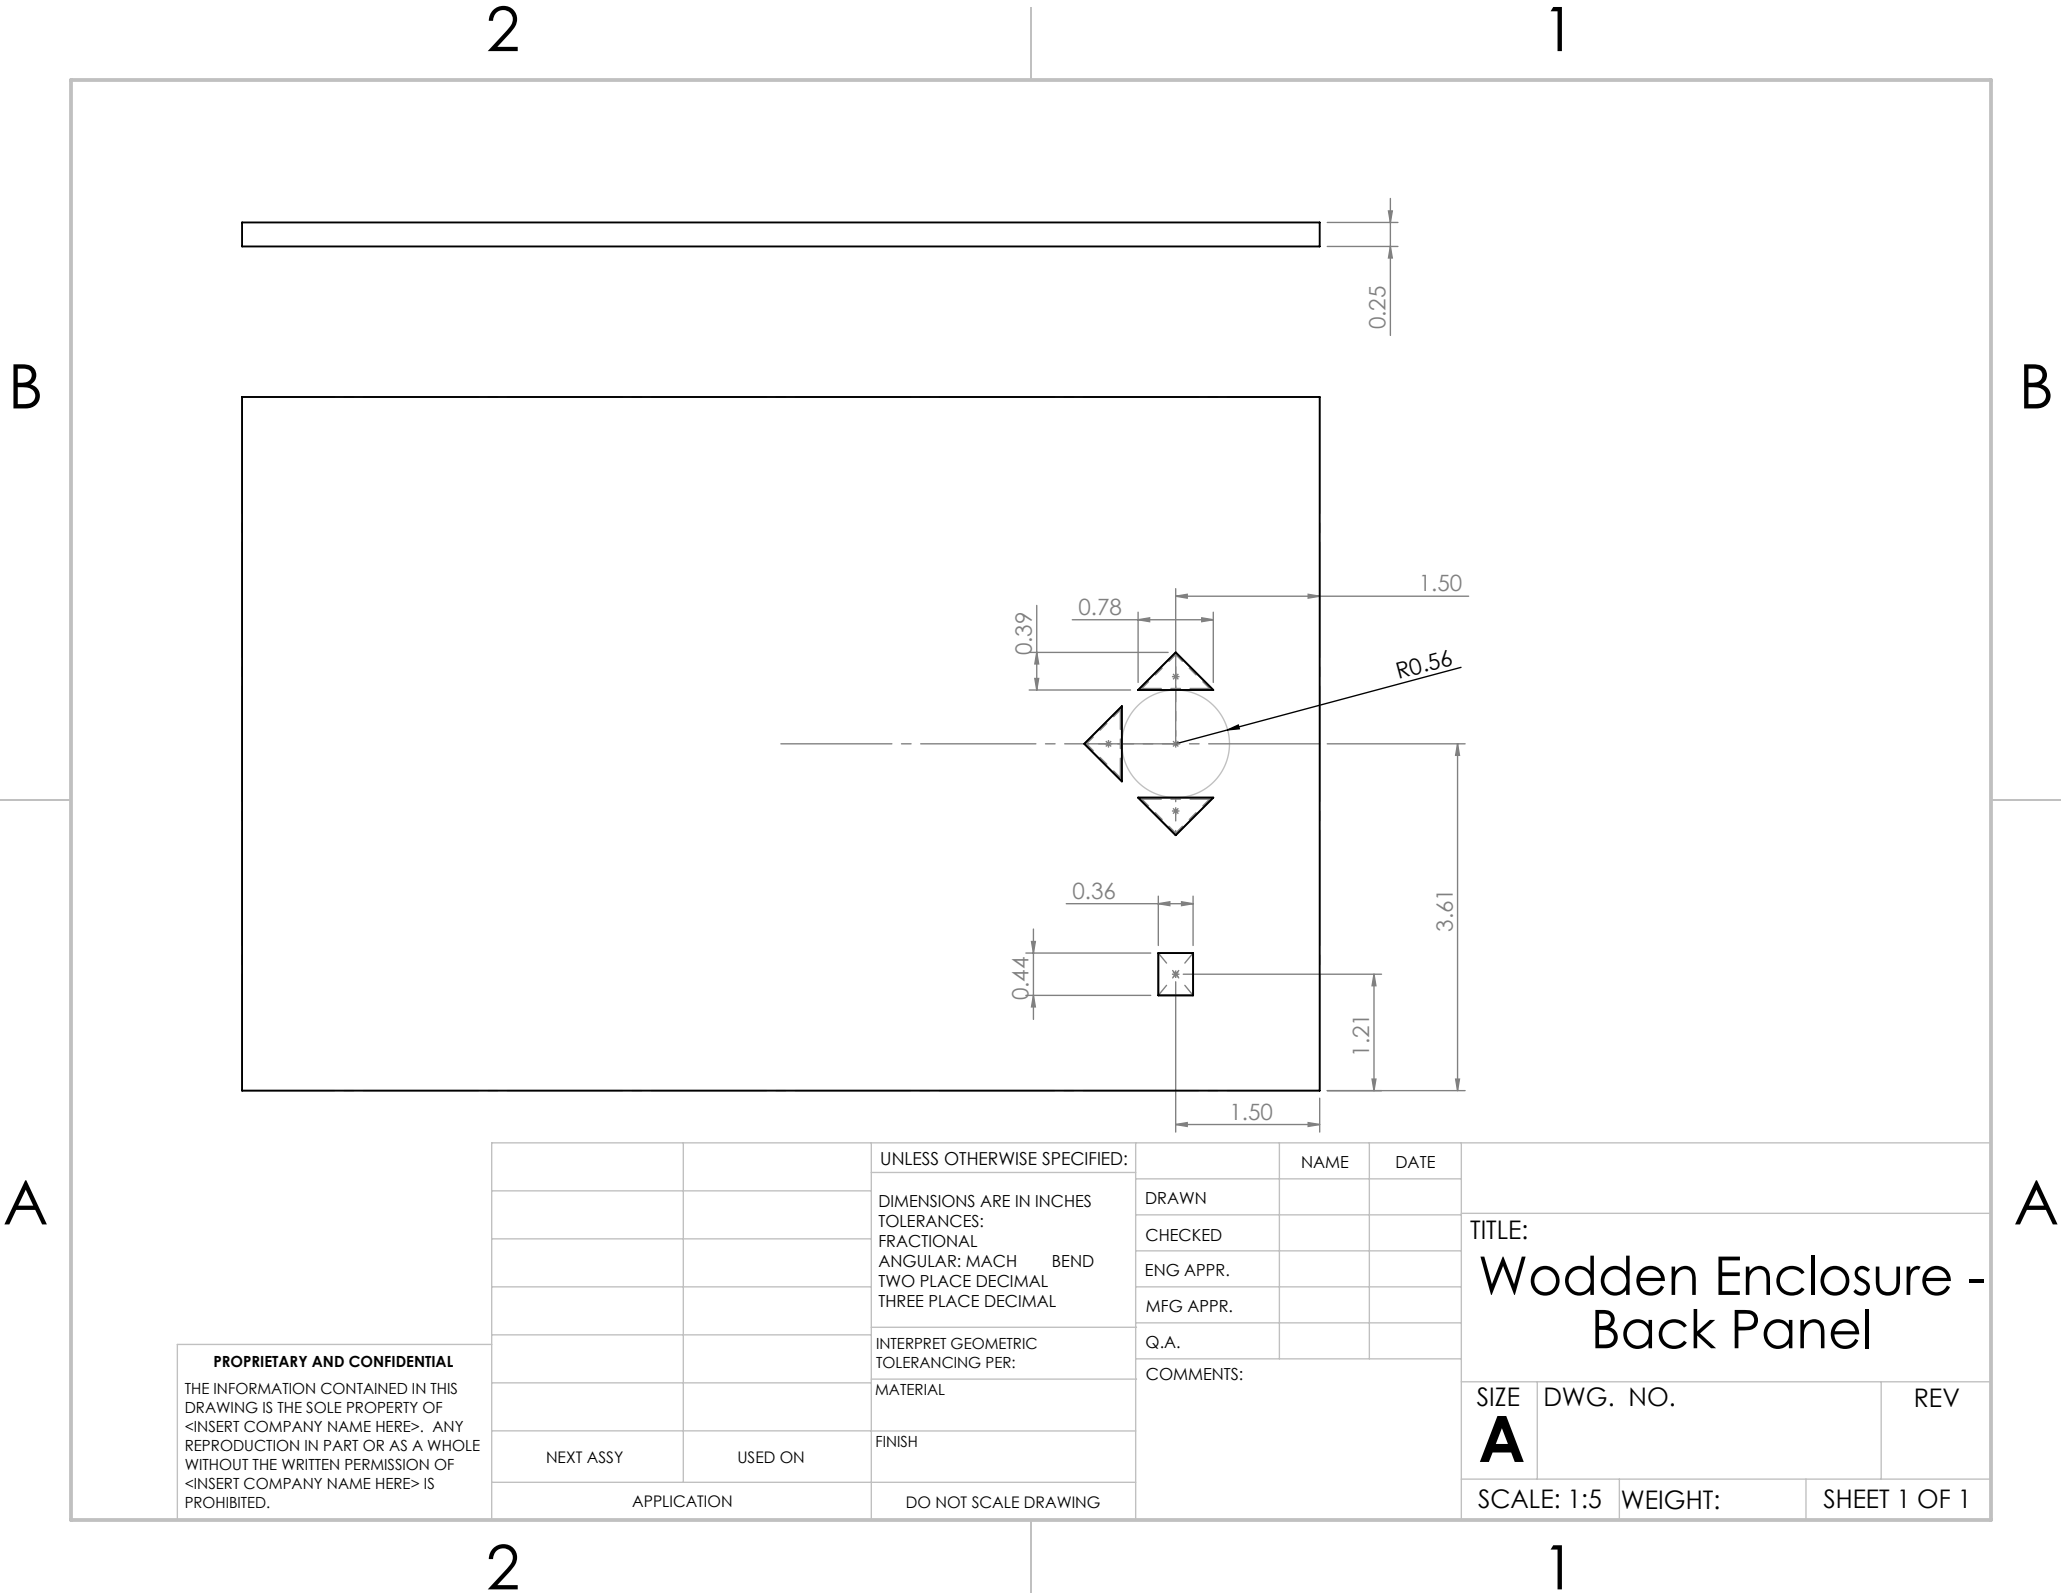 2
1
B
B
0.25
1.50
0.78
0.39
R0.56
0.36
3.61
0.44
1.21
1.50
A
A
UNLESS OTHERWISE SPECIFIED:
DIMENSIONS ARE IN INCHES
TOLERANCES:
FRACTIONAL
ANGULAR: MACH BEND
TWO PLACE DECIMAL
THREE PLACE DECIMAL
INTERPRET GEOMETRIC
TOLERANCING PER:
MATERIAL
FINISH
DO NOT SCALE DRAWING
NAME DATE
DRAWN
CHECKED
ENG APPR.
MFG APPR.
Q.A.
COMMENTS:
TITLE:
Wodden Enclosure -
Back Panel
SIZE
A
DWG. NO.
REV
SCALE: 1:5
WEIGHT:
SHEET 1 OF 1
PROPRIETARY AND CONFIDENTIAL
THE INFORMATION CONTAINED IN THIS
DRAWING IS THE SOLE PROPERTY OF
<INSERT COMPANY NAME HERE>. ANY
REPRODUCTION IN PART OR AS A WHOLE
WITHOUT THE WRITTEN PERMISSION OF
<INSERT COMPANY NAME HERE> IS
PROHIBITED.
NEXT ASSY
USED ON
APPLICATION
2
1